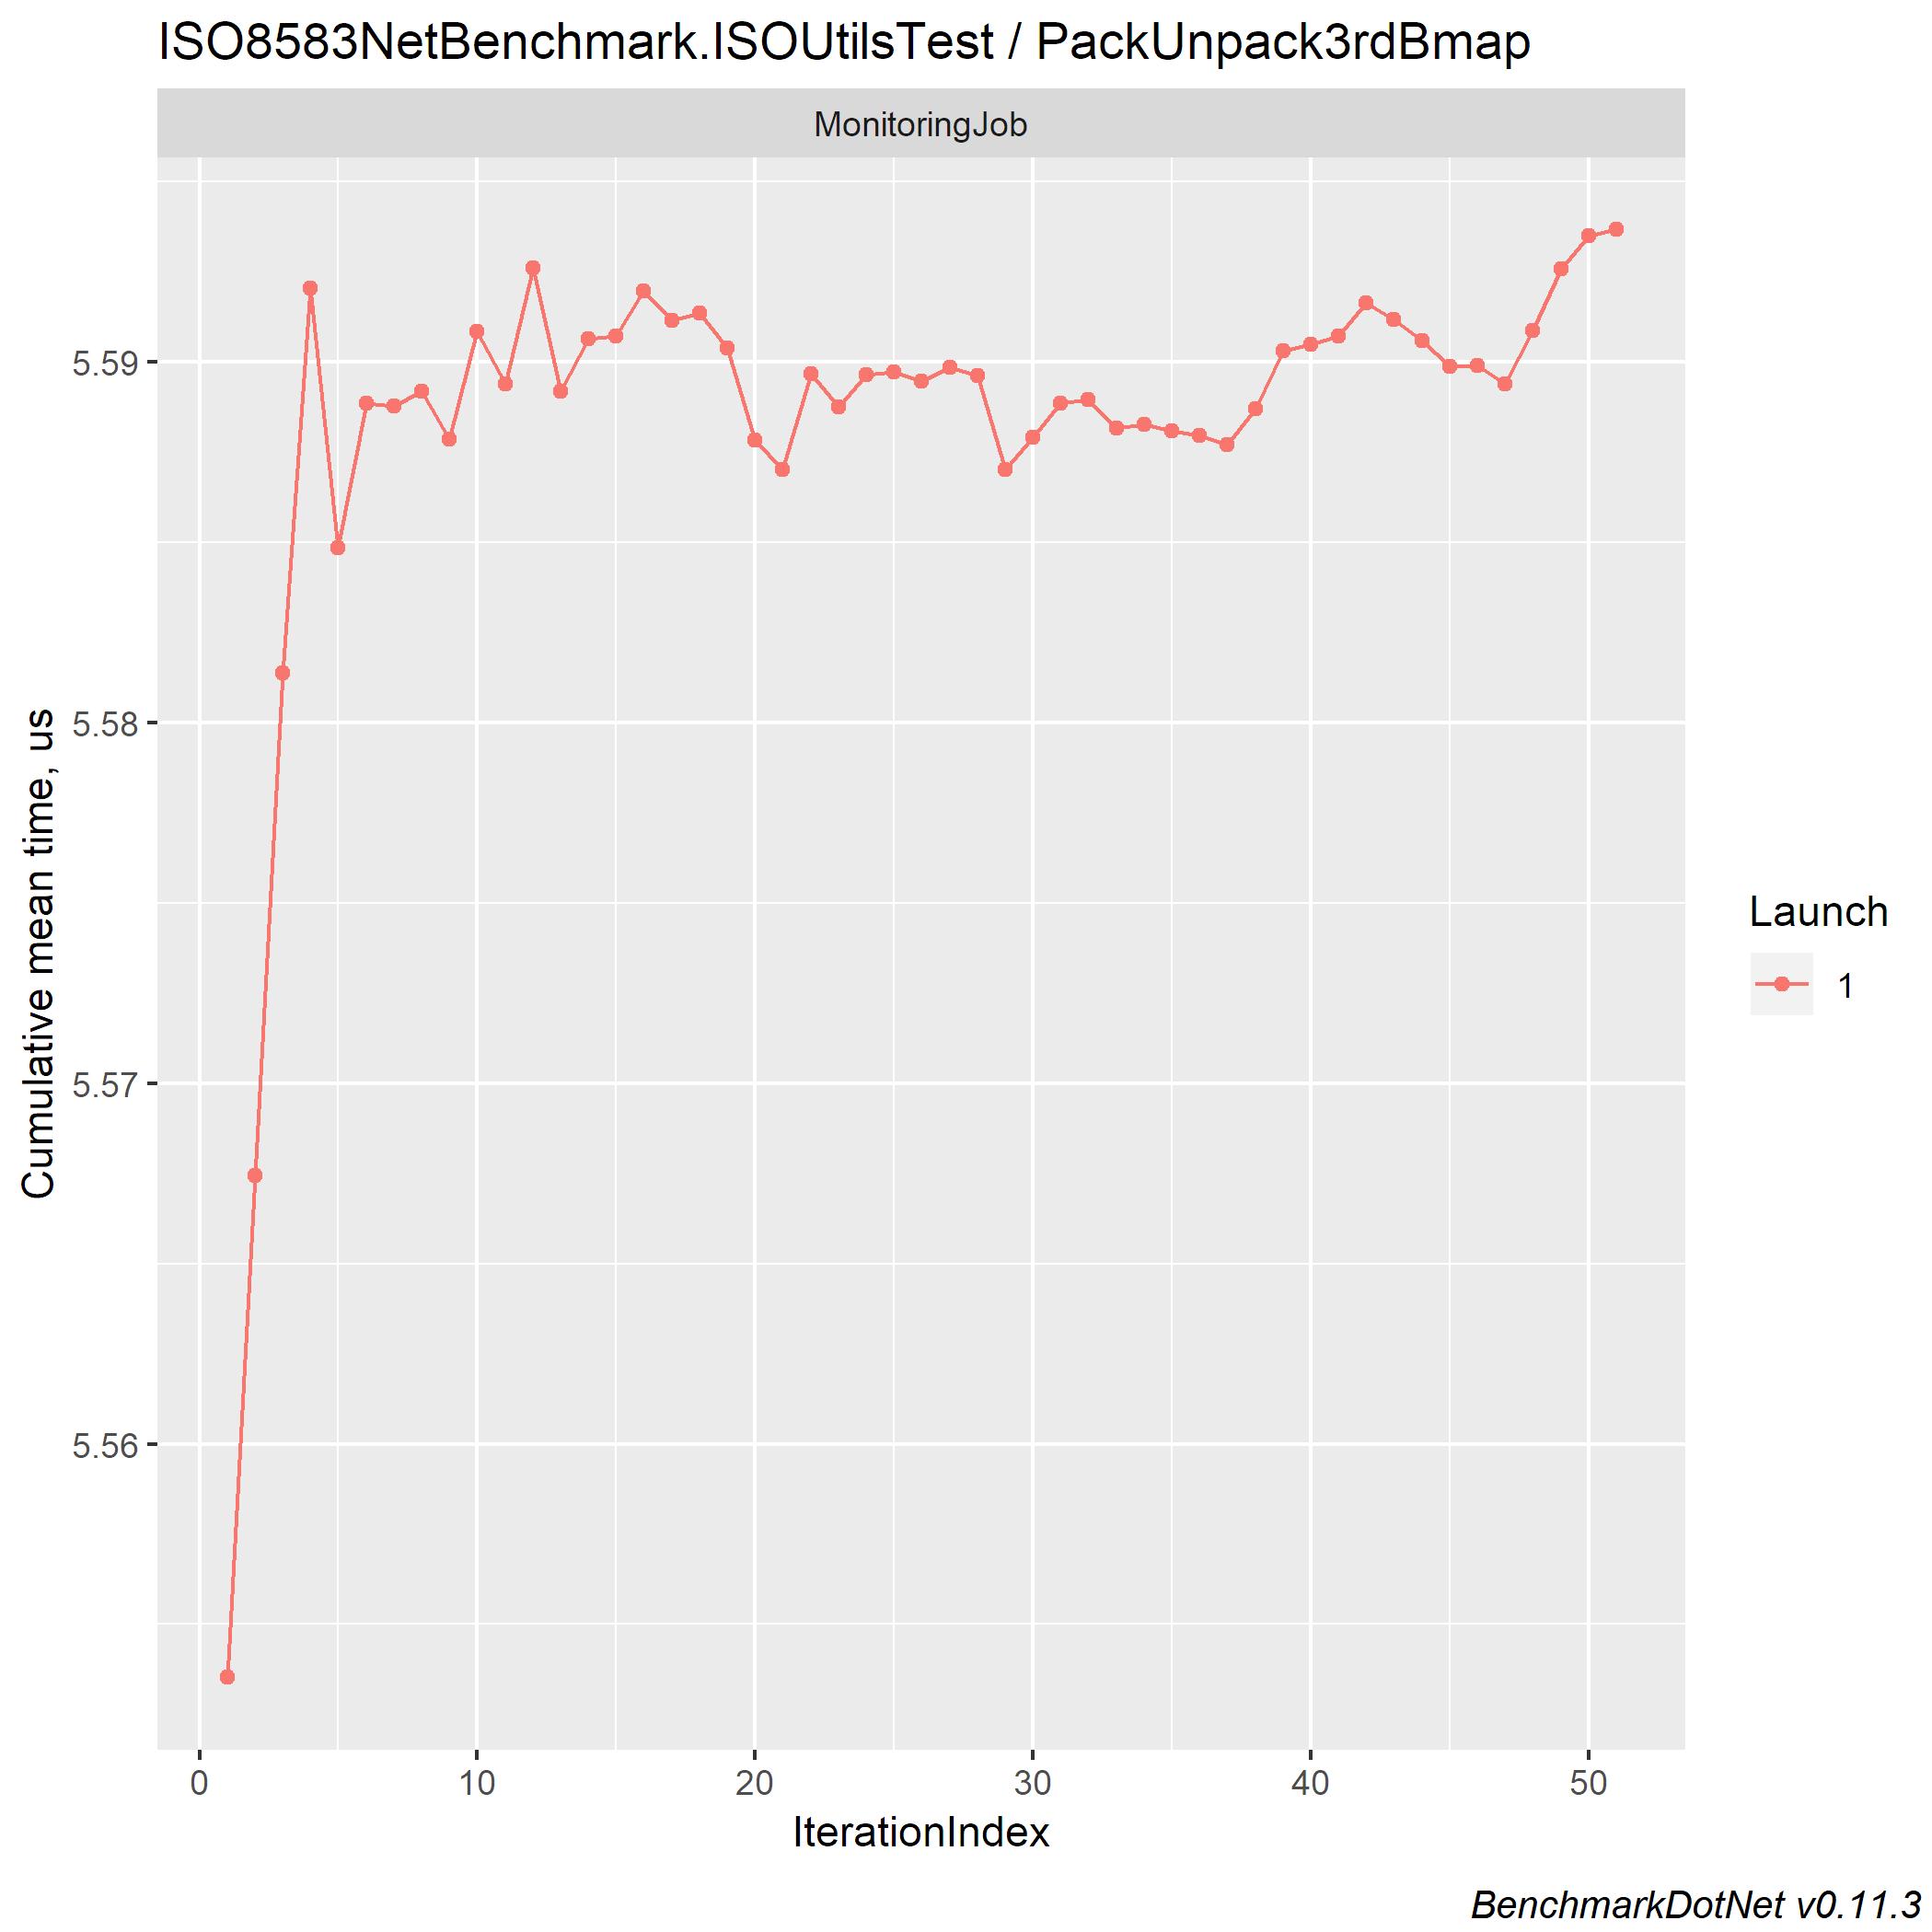 ISO8583NetBenchmark.ISOUtilsTest / PackUnpack3rdBmap
MonitoringJob
5.59
5.58
5.57
5.56
Cumulative mean time, us
0 10 20 30 40 50
IterationIndex
Launch
1
BenchmarkDotNet v0.11.3